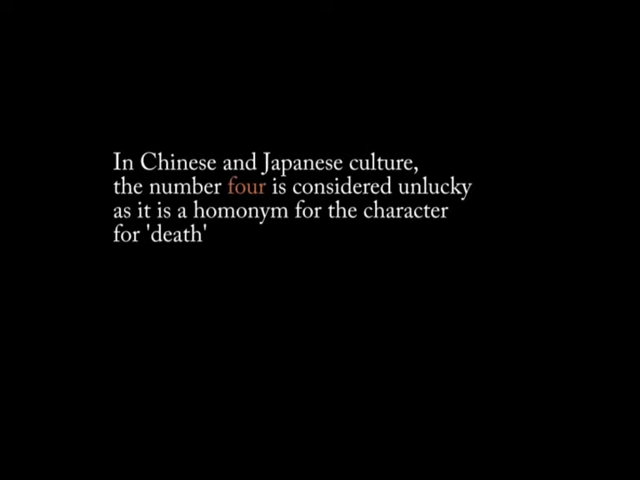 In Chinese and Japanese culture,
the number four is considered unlucky
as it is a homonym for the character
for 'death'